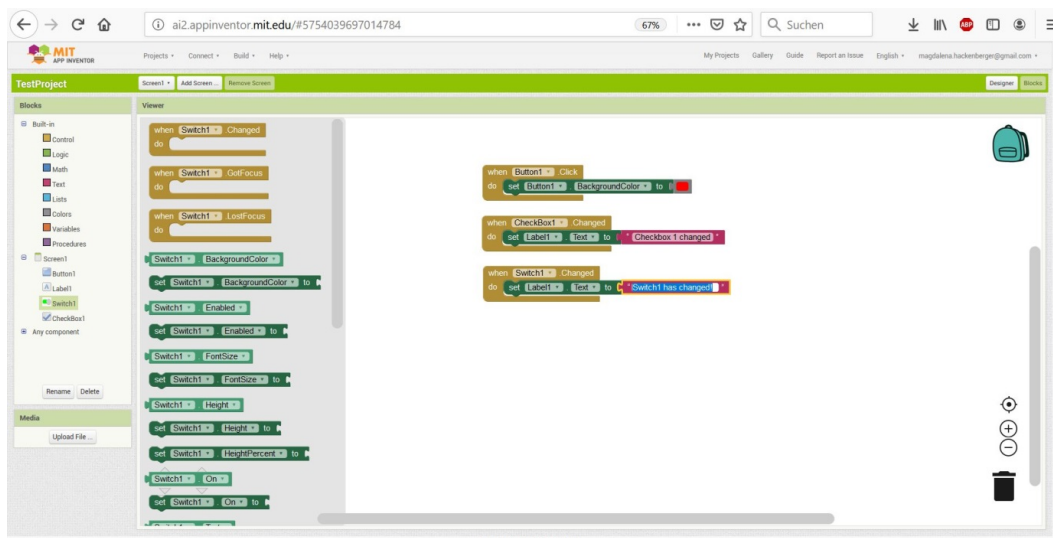 ai2.appinventor.mit.edu/#5754039697014784
67%
Suchen
ABP
MIT
APP INVENTOR
Projects
Connect
Build
Help
My Projects
Gallery
Guide
Report an Issue
English
magdalena.hackenberger@gmail.com
TestProject
Screen1
Add Screen ...
Remove Screen
Designer
Blocks
Blocks
Built-in
Control
Logic
Math
Text
Lists
Colors
Variables
Procedures
Screen1
Button1
Label1
Switch1
CheckBox1
Any component
Rename
Delete
Media
Upload File ...
Viewer
when Switch1 .Changed
do
when Switch1 .GotFocus
do
when Switch1 .LostFocus
do
Switch1 . BackgroundColor
set Switch1 . BackgroundColor to
Switch1 . Enabled
set Switch1 . Enabled to
Switch1 . FontSize
set Switch1 . FontSize to
Switch1 . Height
set Switch1 . Height to
set Switch1 . HeightPercent to
Switch1 . On
set Switch1 . On to
when Button1 .Click
do set Button1 . BackgroundColor to
when CheckBox1 .Changed
do set Label1 . Text to " Checkbox 1 changed "
when Switch1 .Changed
do set Label1 . Text to " Switch1 has changed! "